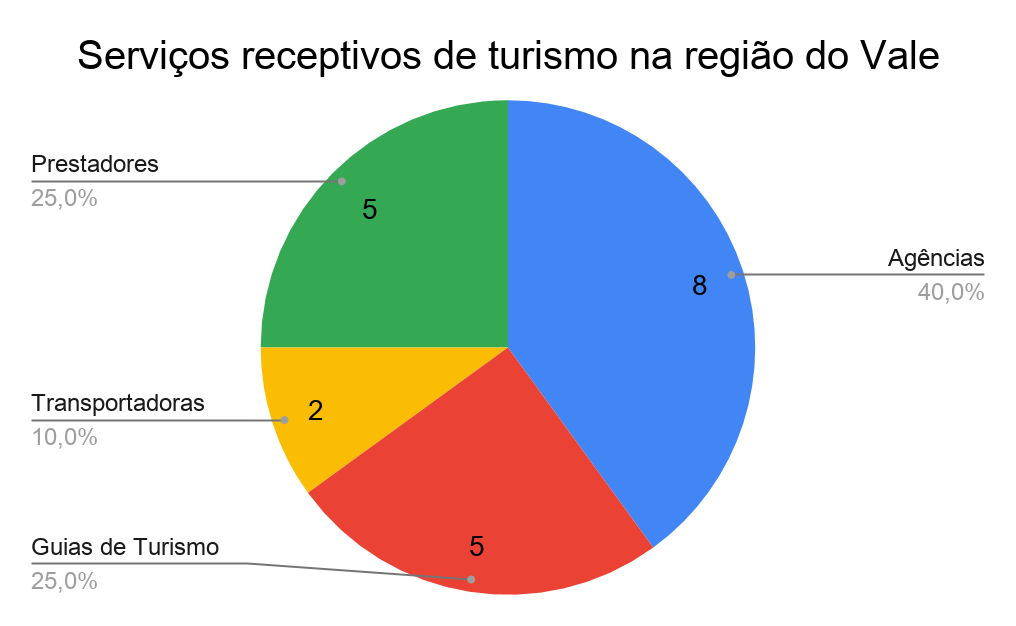 Serviços receptivos de turismo na região do Vale
Prestadores
25,0%
5
Agências
40,0%
8
Transportadoras
10,0%
2
Guias de Turismo
25,0%
5